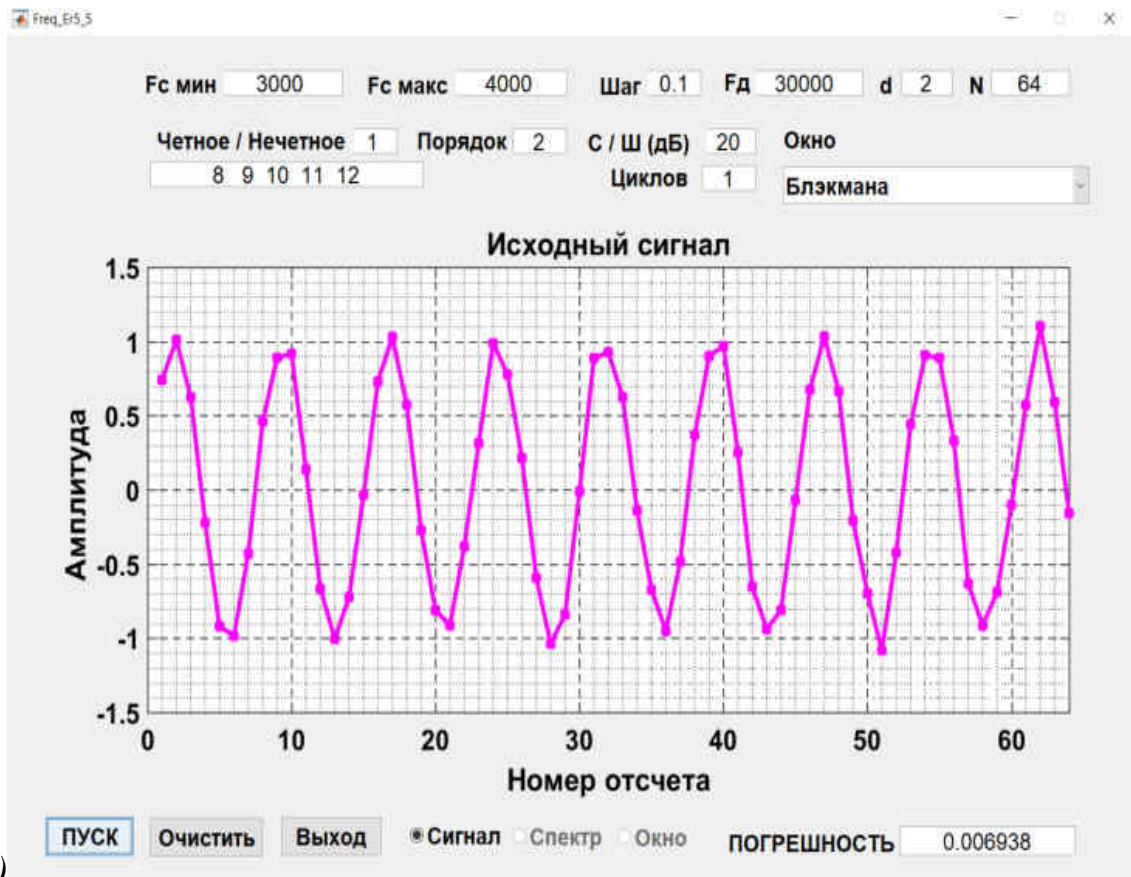 Freq_Er5_5
Fc мин 3000 Fc макс 4000 Шаг 0.1 Fд 30000 d 2 N 64
Четное / Нечетное 1 Порядок 2 С / Ш (дБ) 20 Окно
8 9 10 11 12 Циклов 1 Блэкмана
Исходный сигнал
1.5
1
0.5
0
-0.5
-1
-1.5
Амплитуда
0 10 20 30 40 50 60
Номер отсчета
ПУСК Очистить Выход Сигнал Спектр Окно ПОГРЕШНОСТЬ 0.006938
)